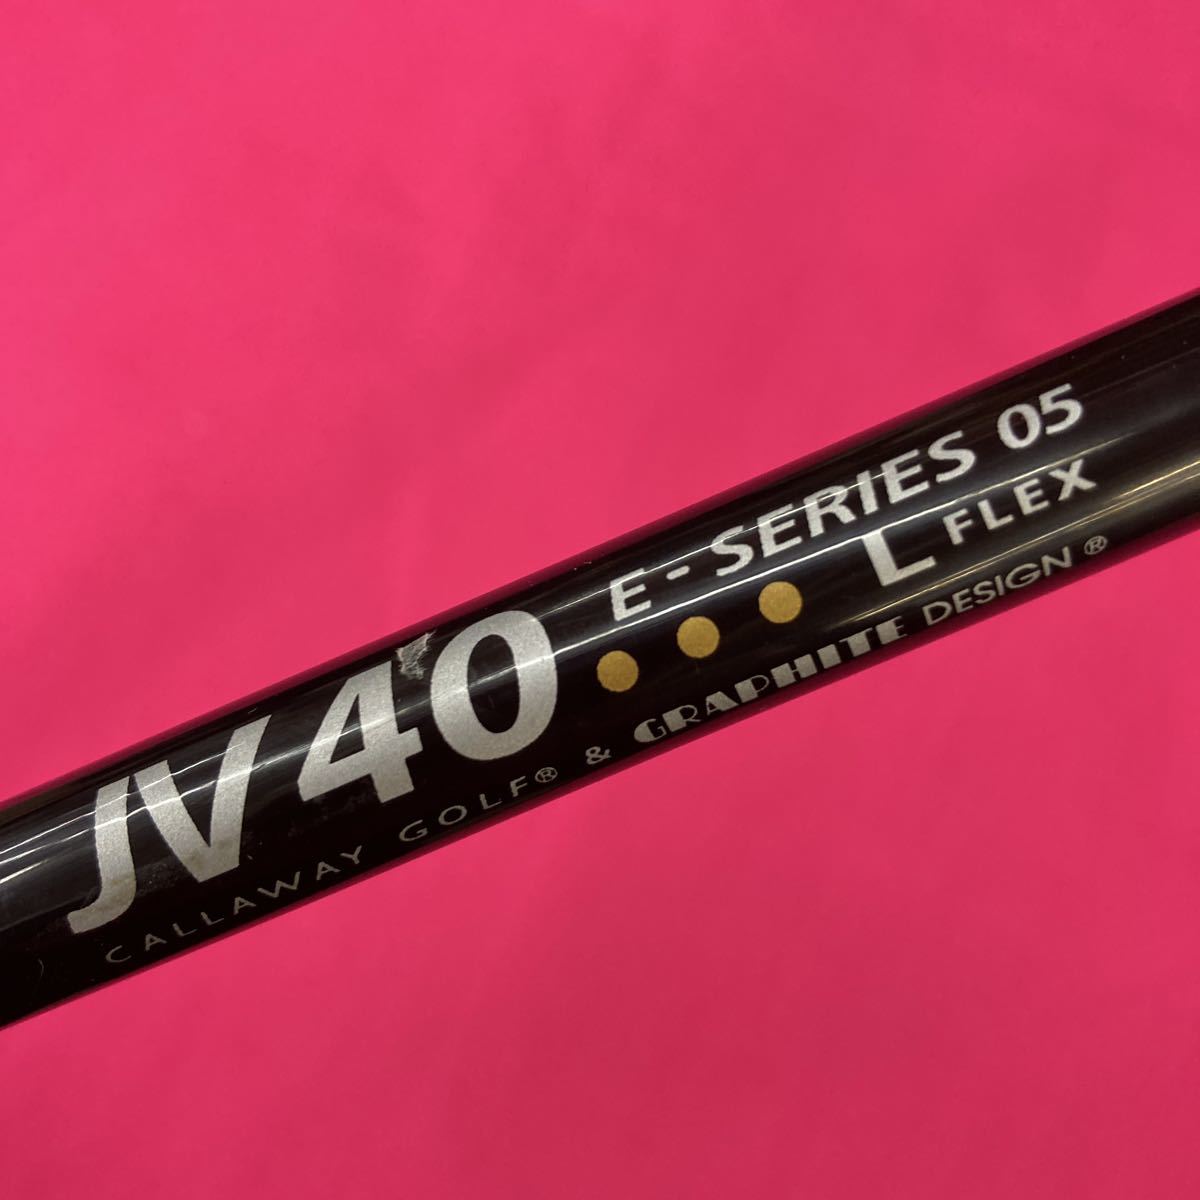 JV40
E-SERIES 05
L FLEX
CALLAWAY GOLF® & GRAPHITE DESIGN®